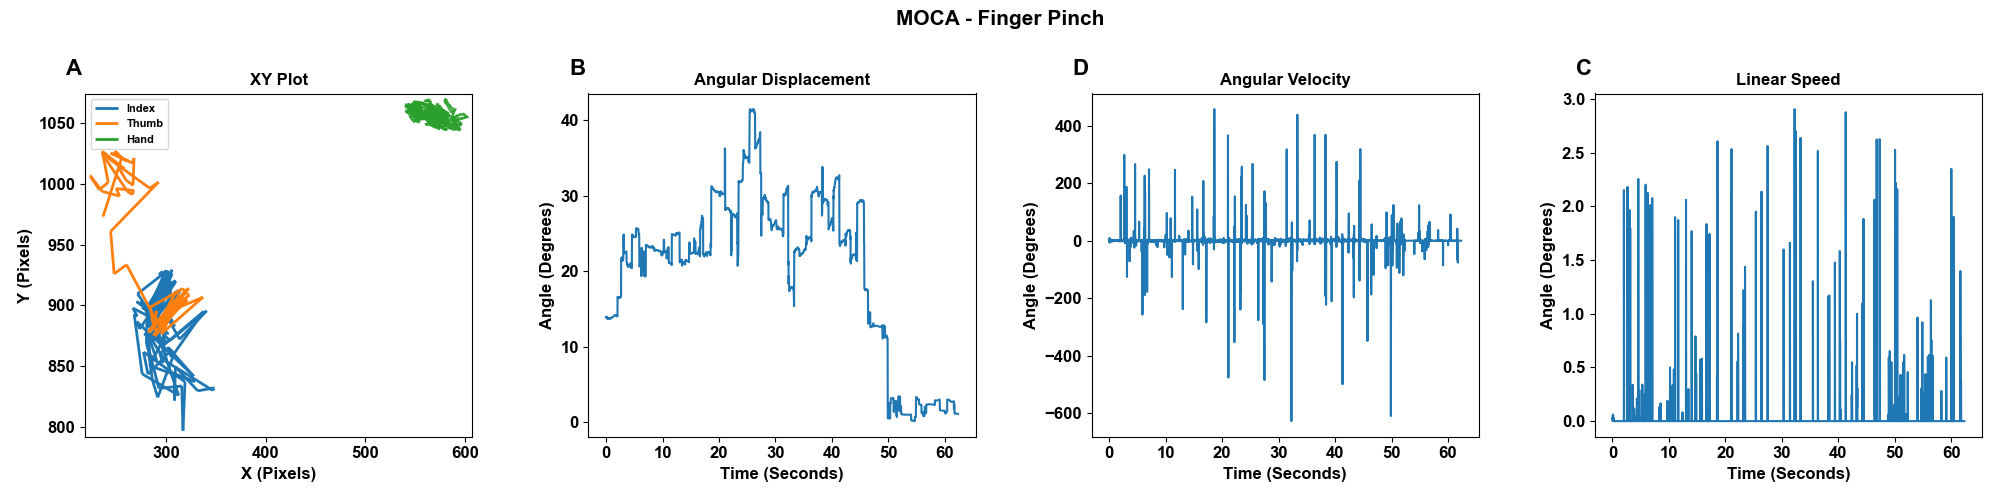 MOCA - Finger Pinch
A
XY Plot
Index
Thumb
Hand
1050
1000
950
900
850
800
Y (Pixels)
300
400
500
600
X (Pixels)
B
Angular Displacement
40
30
20
10
0
Angle (Degrees)
0
10
20
30
40
50
60
Time (Seconds)
D
Angular Velocity
400
200
0
−200
−400
−600
Angle (Degrees)
0
10
20
30
40
50
60
Time (Seconds)
C
Linear Speed
3.0
2.5
2.0
1.5
1.0
0.5
0.0
Angle (Degrees)
0
10
20
30
40
50
60
Time (Seconds)